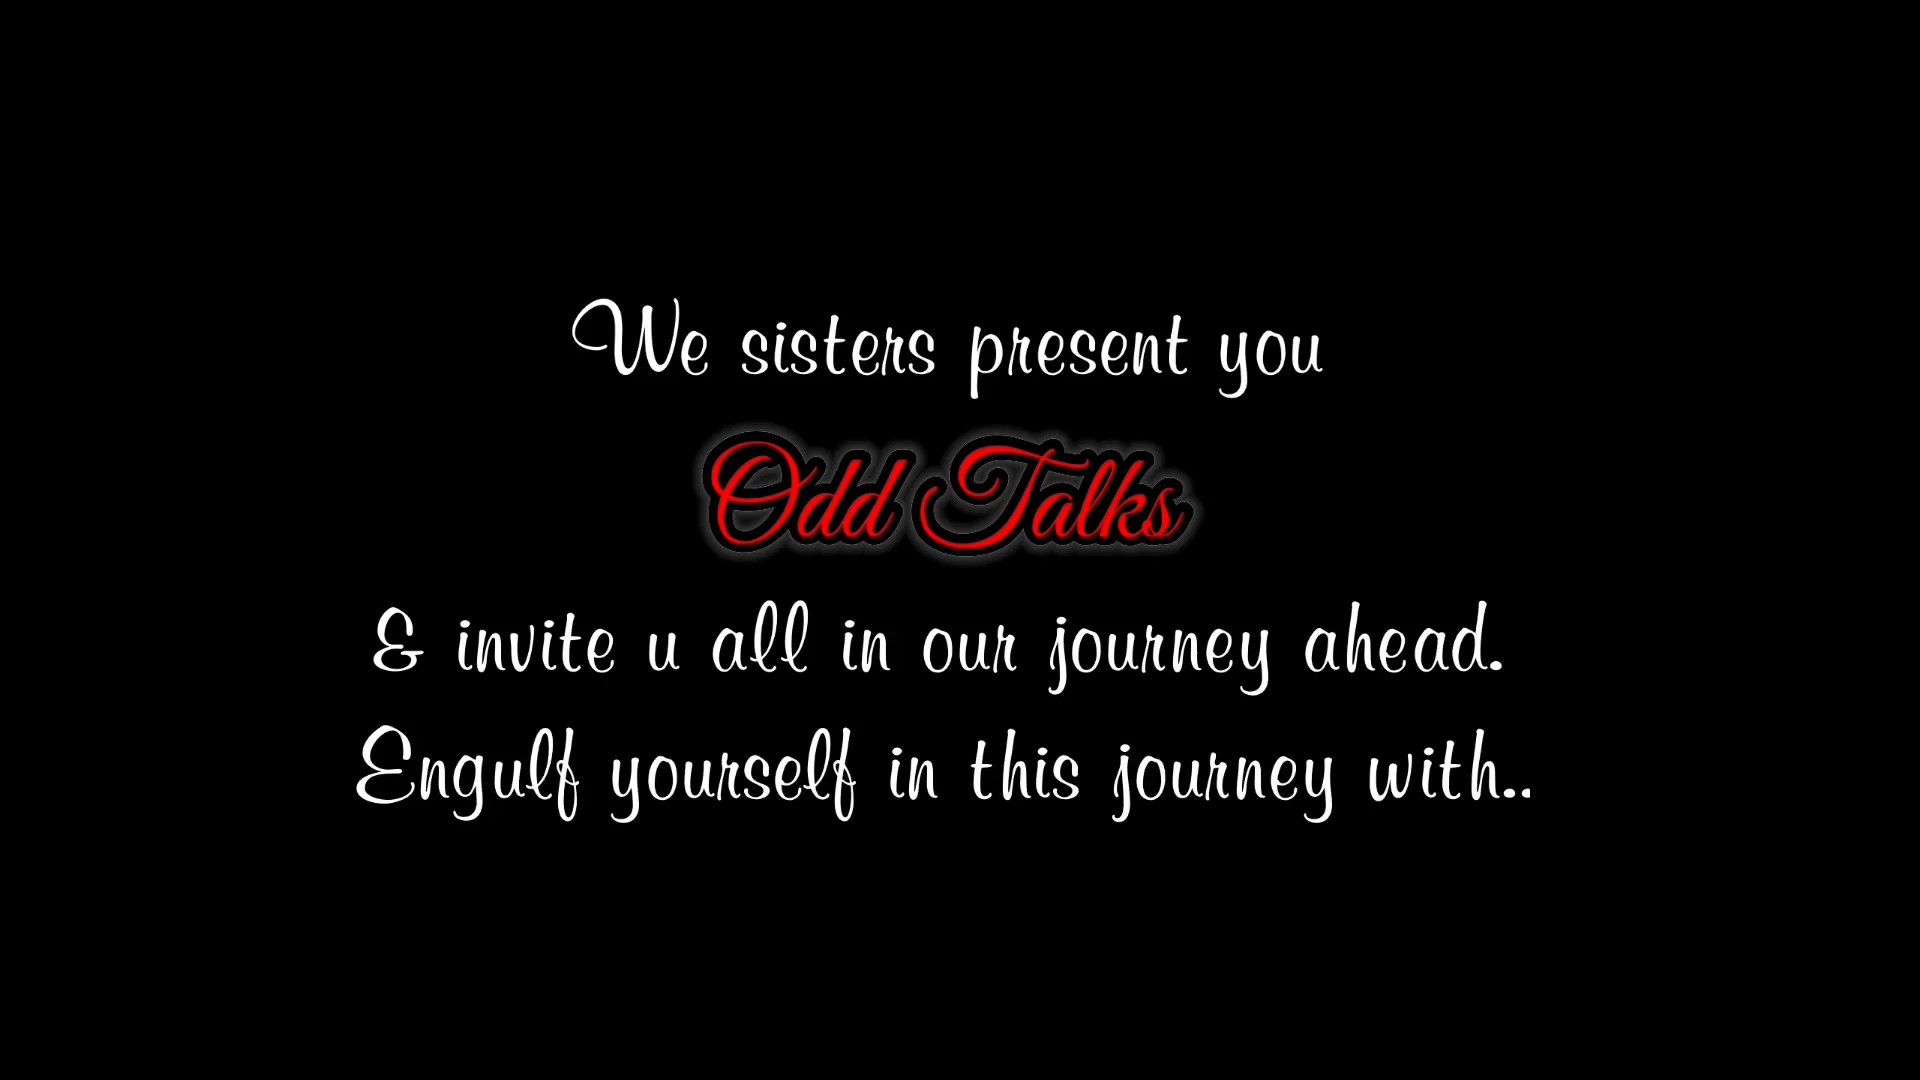 We sisters present you
Odd Talks
& invite u all in our journey ahead.
Engulf yourself in this journey with..